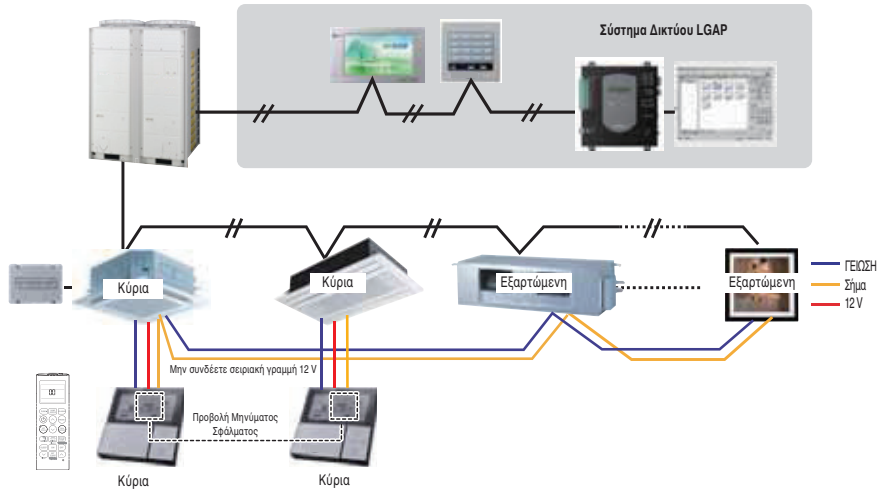 Σύστημα Δικτύου LGAP
Κύρια
Κύρια
Εξαρτώμενη
Εξαρτώμενη
ΓΕΙΩΣΗ
Σήμα
12 V
Μην συνδέετε σειριακή γραμμή 12 V
Προβολή Μηνύματος
Σφάλματος
Κύρια
Κύρια